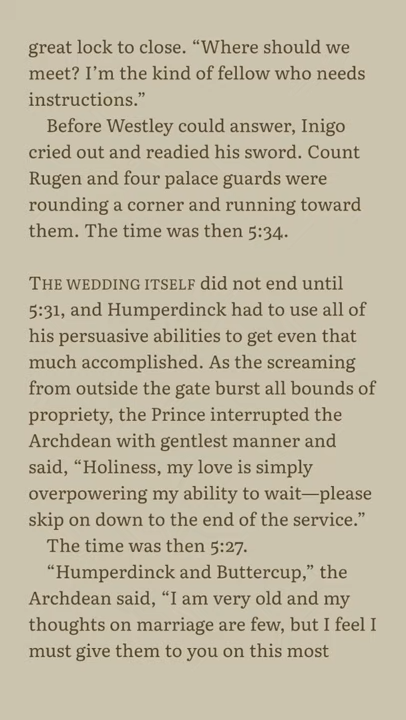 great lock to close. “Where should we
meet? I’m the kind of fellow who needs
instructions.”
Before Westley could answer, Inigo
cried out and readied his sword. Count
Rugen and four palace guards were
rounding a corner and running toward
them. The time was then 5:34.
THE WEDDING ITSELF did not end until
5:31, and Humperdinck had to use all of
his persuasive abilities to get even that
much accomplished. As the screaming
from outside the gate burst all bounds of
propriety, the Prince interrupted the
Archdean with gentlest manner and
said, “Holiness, my love is simply
overpowering my ability to wait—please
skip on down to the end of the service.”
The time was then 5:27.
“Humperdinck and Buttercup,” the
Archdean said, “I am very old and my
thoughts on marriage are few, but I feel I
must give them to you on this most